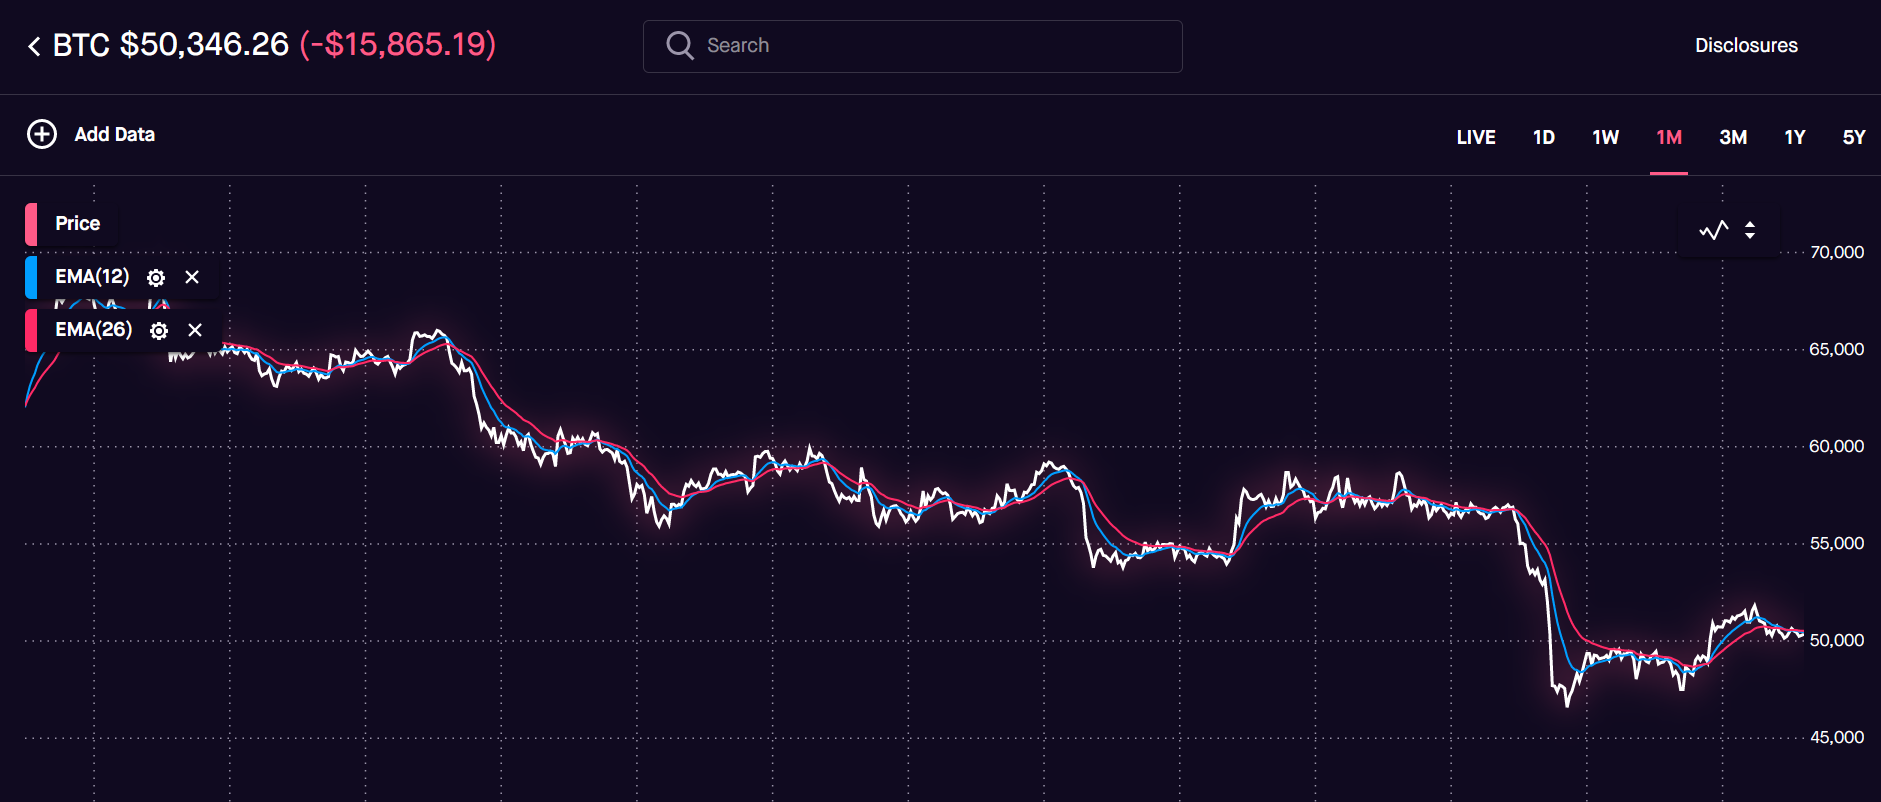 BTC $50,346.26 (-$15,865.19)
Search
Disclosures
Add Data
LIVE 1D 1W 1M 3M 1Y 5Y
Price
EMA(12)
EMA(26)
70,000
65,000
60,000
55,000
50,000
45,000